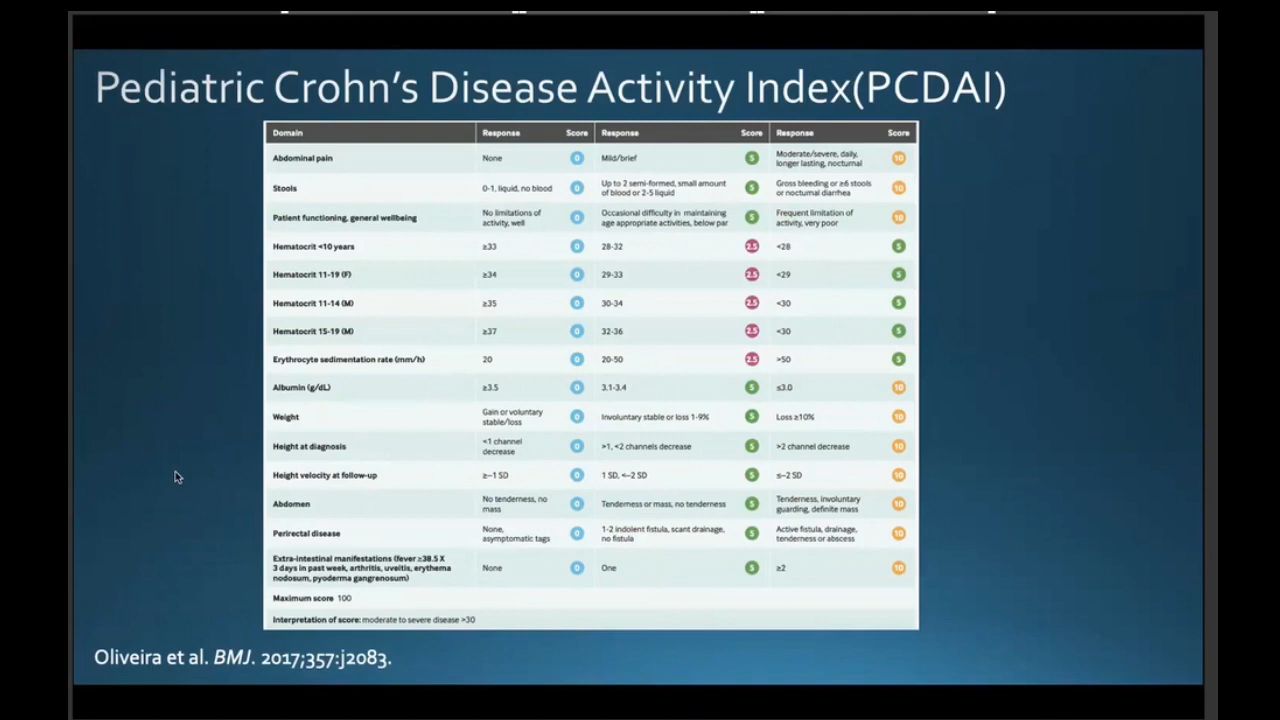 Pediatric Crohn's Disease Activity Index(PCDAI)
Domain Response Score Response Score Response Score
Abdominal pain None 0 Mild/brief 5 Moderate/severe, daily, longer lasting, nocturnal 10
Stools 0-1, liquid, no blood 0 Up to 2 semi-formed, small amount of blood or 2-5 liquid 5 Gross bleeding or ≥6 stools or nocturnal diarrhea 10
Patient functioning, general wellbeing No limitations of activity, well 0 Occasional difficulty in maintaining age appropriate activities, below par 5 Frequent limitation of activity, very poor 10
Hematocrit <10 years ≥33 0 28-32 2.5 <28 5
Hematocrit 11-19 (F) ≥34 0 29-33 2.5 <29 5
Hematocrit 11-14 (M) ≥35 0 30-34 2.5 <30 5
Hematocrit 15-19 (M) ≥37 0 32-36 2.5 <30 5
Erythrocyte sedimentation rate (mm/h) 20 0 20-50 2.5 >50 5
Albumin (g/dL) ≥3.5 0 3.1-3.4 5 ≤3.0 10
Weight Gain or voluntary stable/loss 0 Involuntary stable or loss 1-9% 5 Loss ≥10% 10
Height at diagnosis <1 channel decrease 0 >1, <2 channels decrease 5 >2 channel decrease 10
Height velocity at follow-up ≥−1 SD 0 1 SD, <−2 SD 5 ≤−2 SD 10
Abdomen No tenderness, no mass 0 Tenderness or mass, no tenderness 5 Tenderness, involuntary guarding, definite mass 10
Perirectal disease None, asymptomatic tags 0 1-2 indolent fistula, scant drainage, no fistula 5 Active fistula, drainage, tenderness or abscess 10
Extra-intestinal manifestations (fever ≥38.5 X 3 days in past week, arthritis, uveitis, erythema nodosum, pyoderma gangrenosum) None 0 One 5 ≥2 10
Maximum score 100
Interpretation of score: moderate to severe disease >30
Oliveira et al. BMJ. 2017;357:j2083.